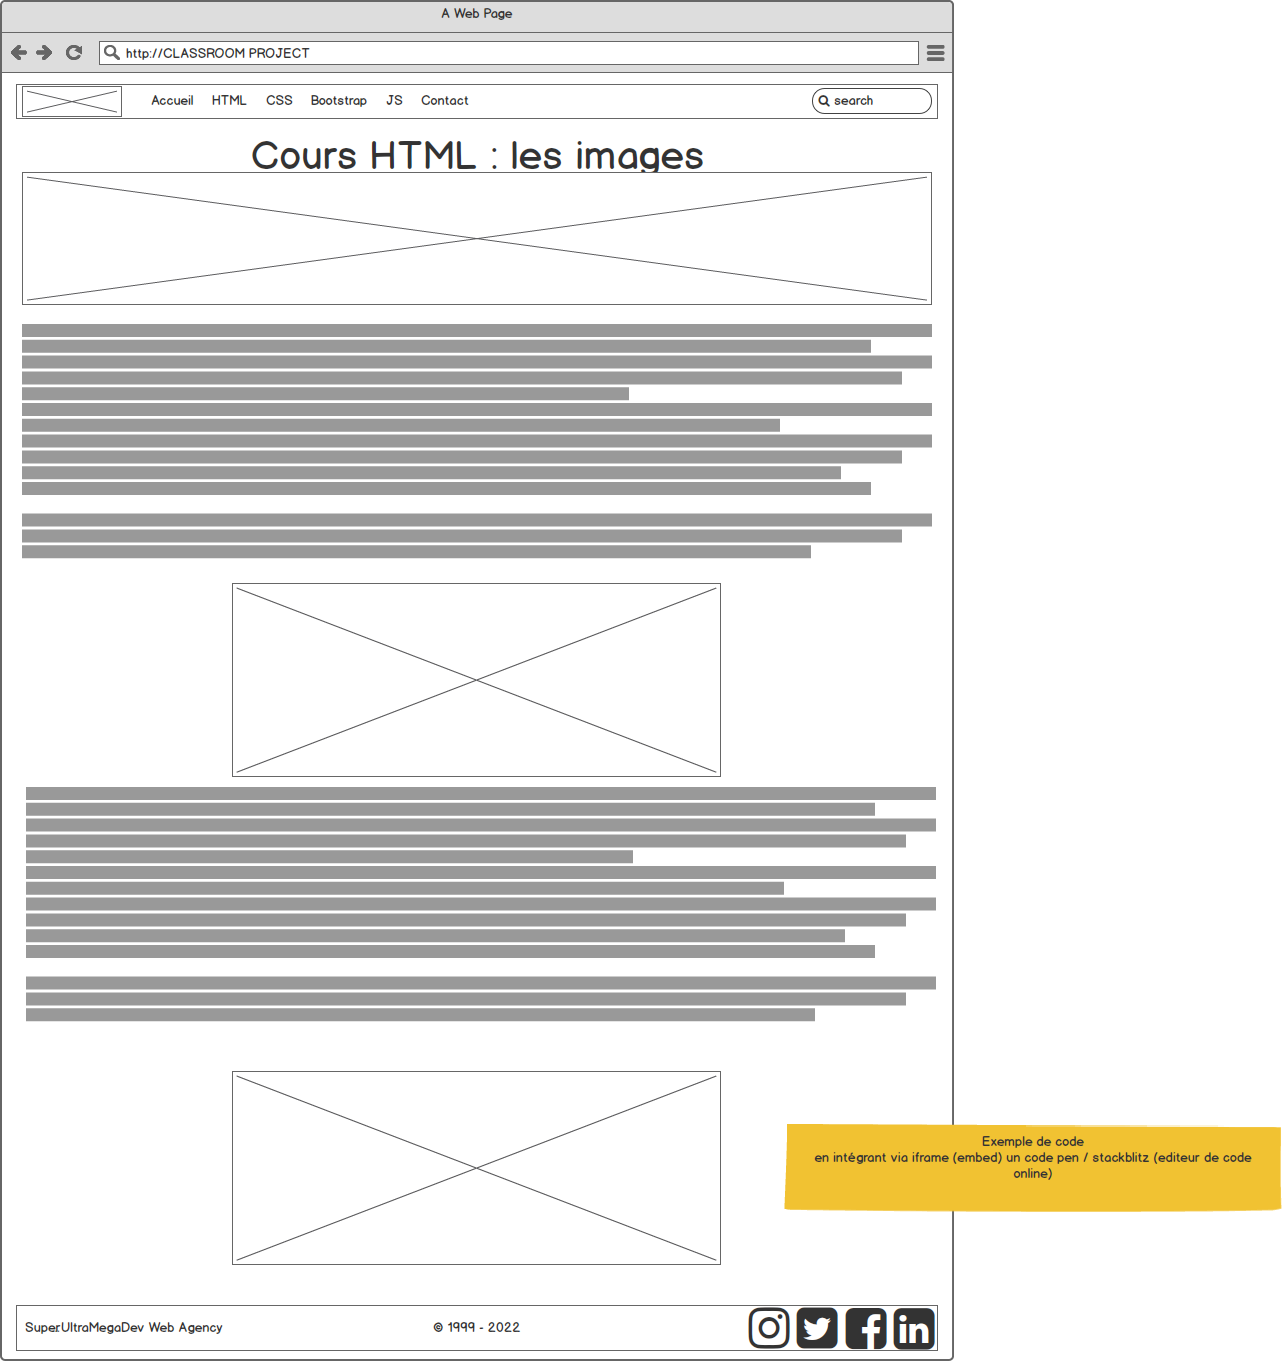 A Web Page
http://CLASSROOM PROJECT
Accueil HTML CSS Bootstrap JS Contact search
Cours HTML : les images
Exemple de code
en intégrant via iframe (embed) un code pen / stackblitz (editeur de code
online)
SuperUltraMegaDev Web Agency © 1999 - 2022